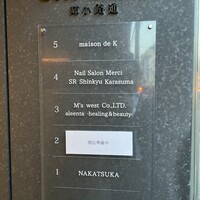 5 maison de K
4 Nail Salon Merci
SR Shinkyu Karasuma
3 M's west Co.,LTD.
aleenta -healing&beauty-
2
1 NAKATSUKA